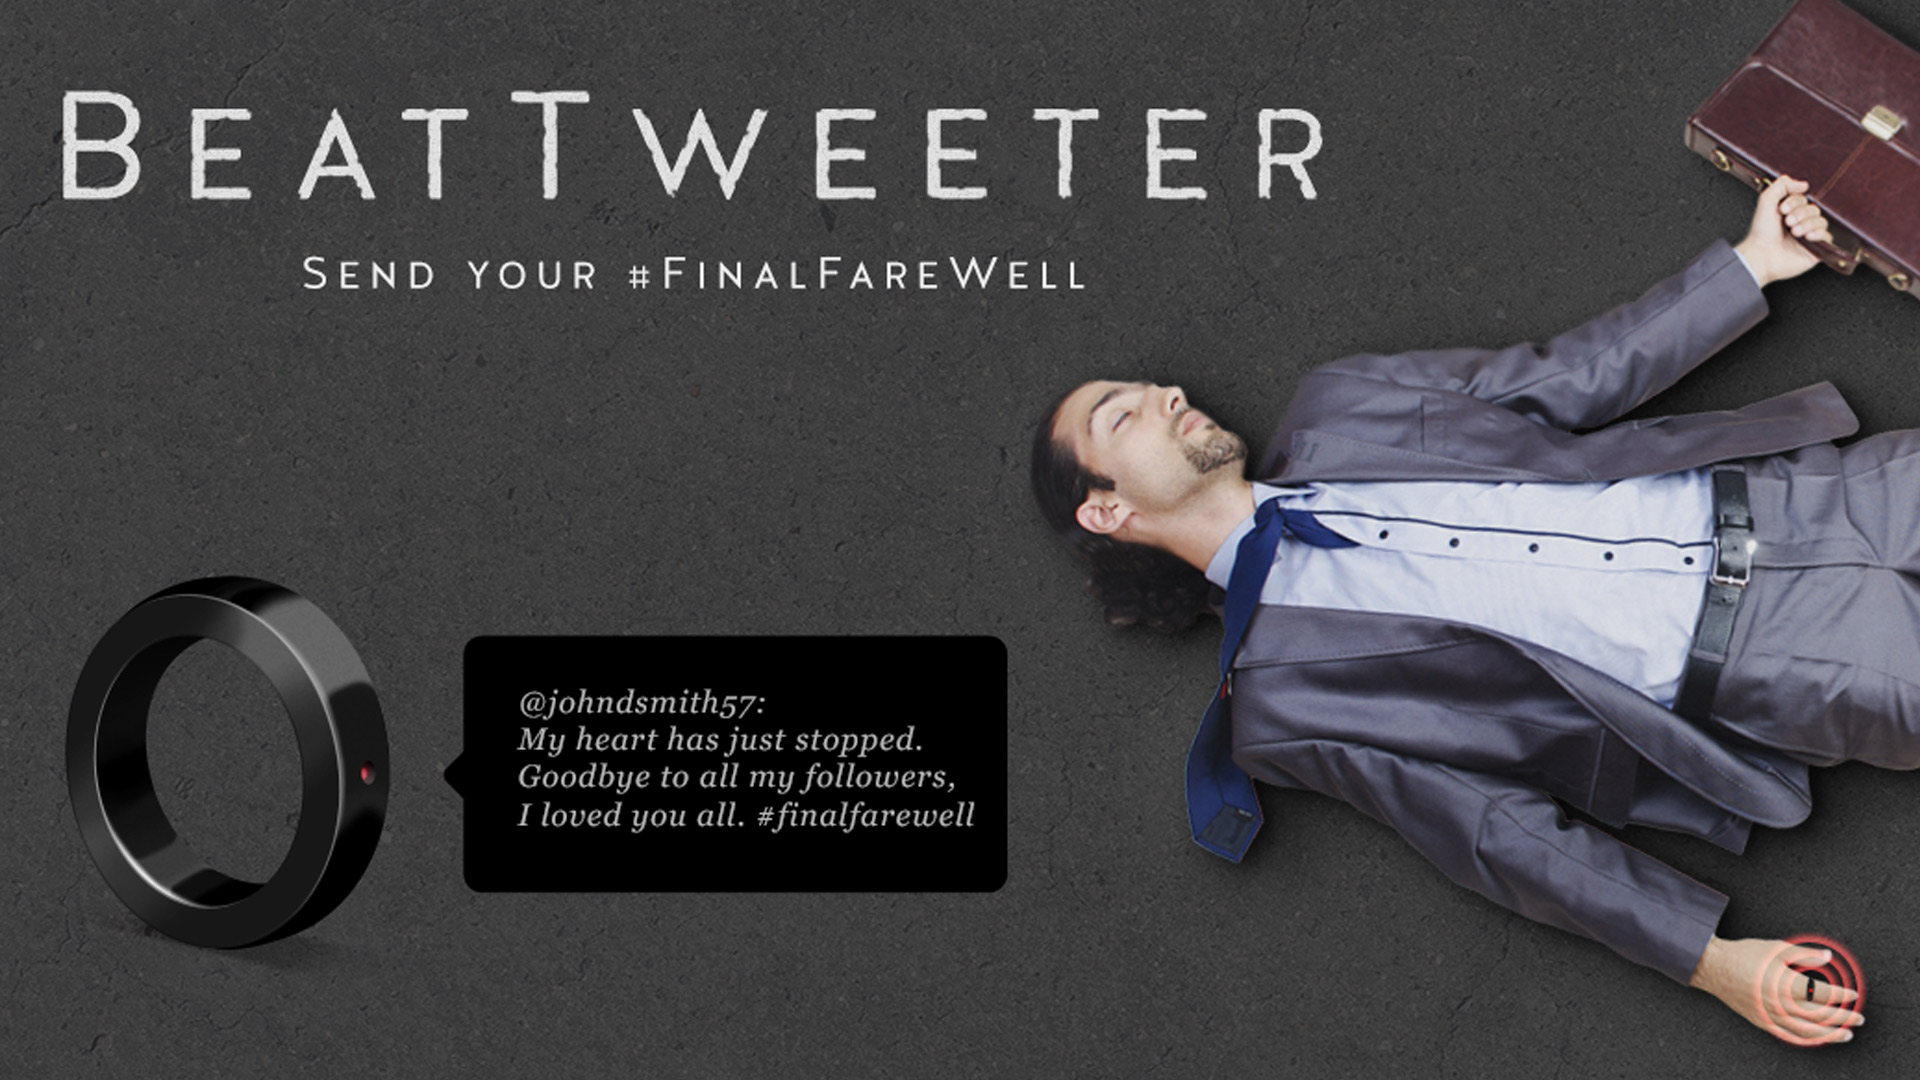 BEATTWEETER
SEND YOUR #FINALFAREWELL
@johndsmith57:
My heart has just stopped.
Goodbye to all my followers,
I loved you all. #finalfarewell